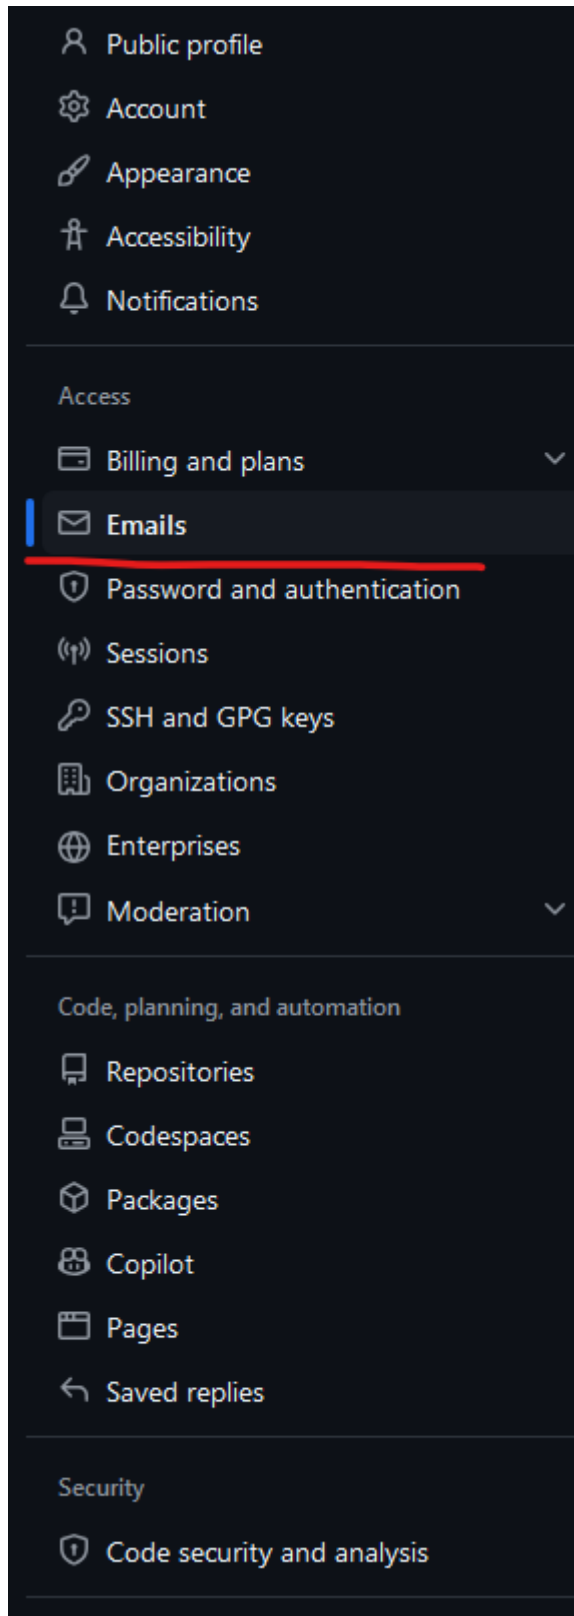 Public profile
Account
Appearance
Accessibility
Notifications
Access
Billing and plans
Emails
Password and authentication
Sessions
SSH and GPG keys
Organizations
Enterprises
Moderation
Code, planning, and automation
Repositories
Codespaces
Packages
Copilot
Pages
Saved replies
Security
Code security and analysis